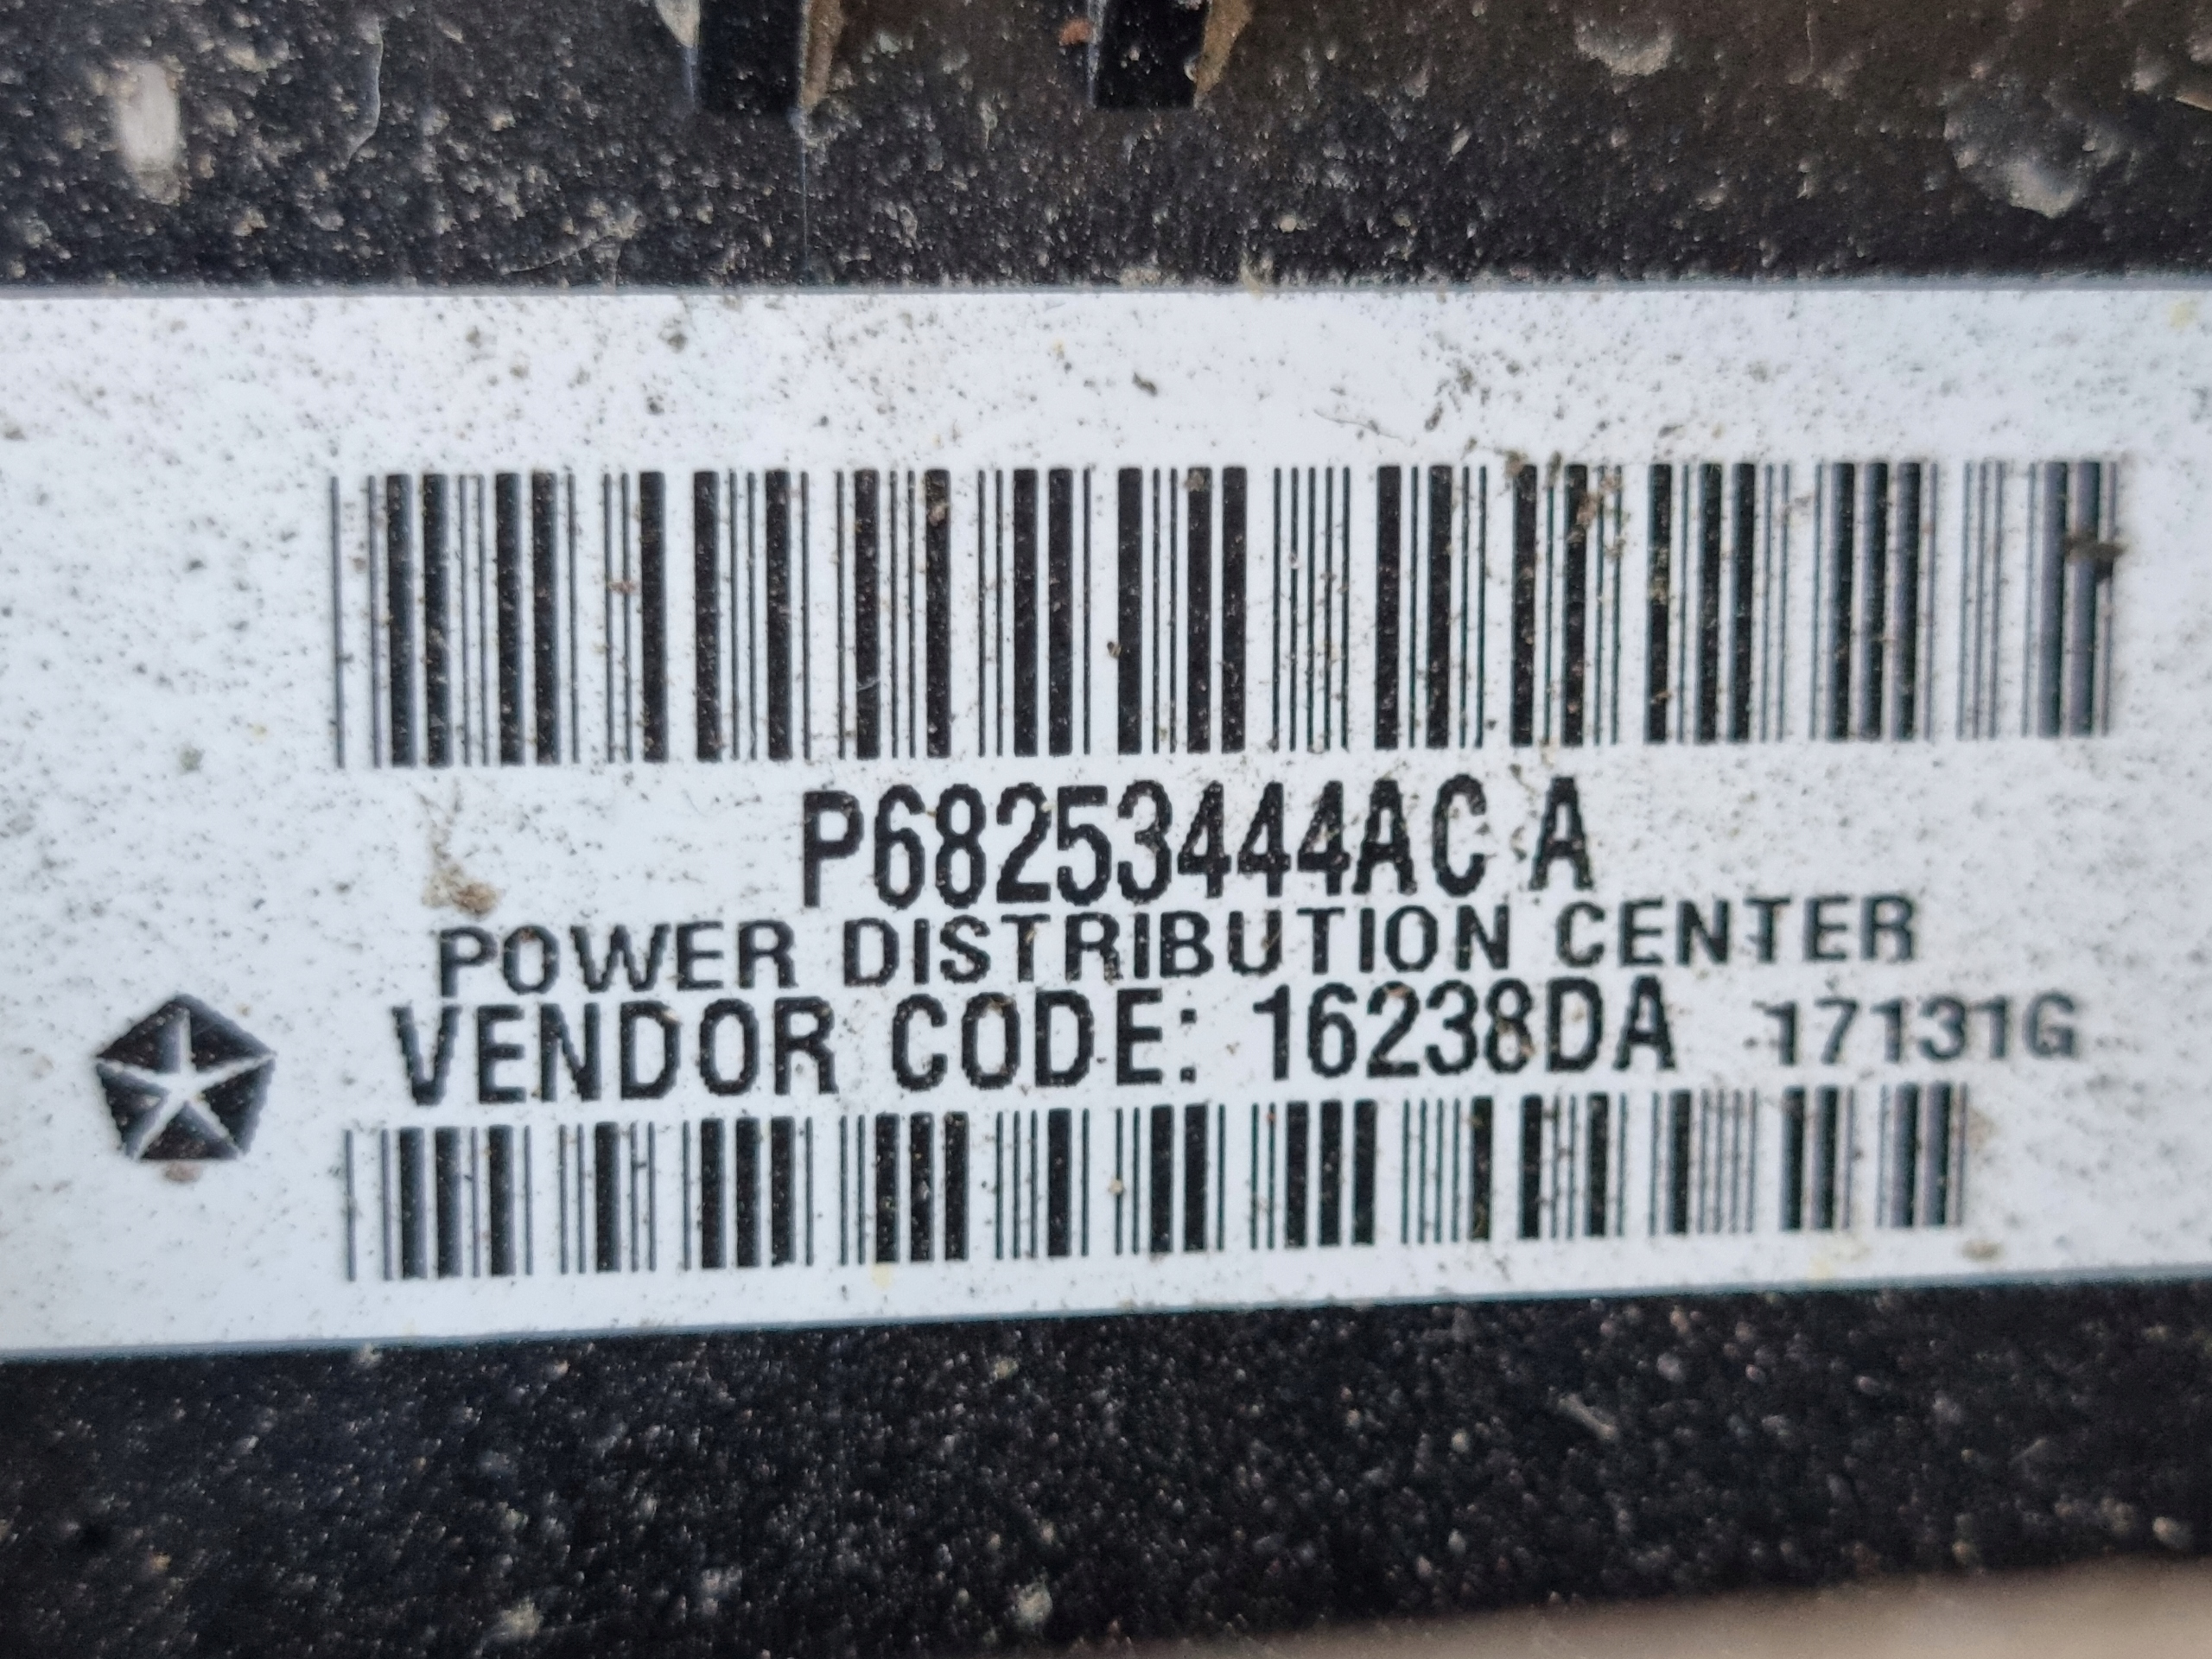 P68253444AC A
POWER DISTRIBUTION CENTER
VENDOR CODE: 16238DA 17131G